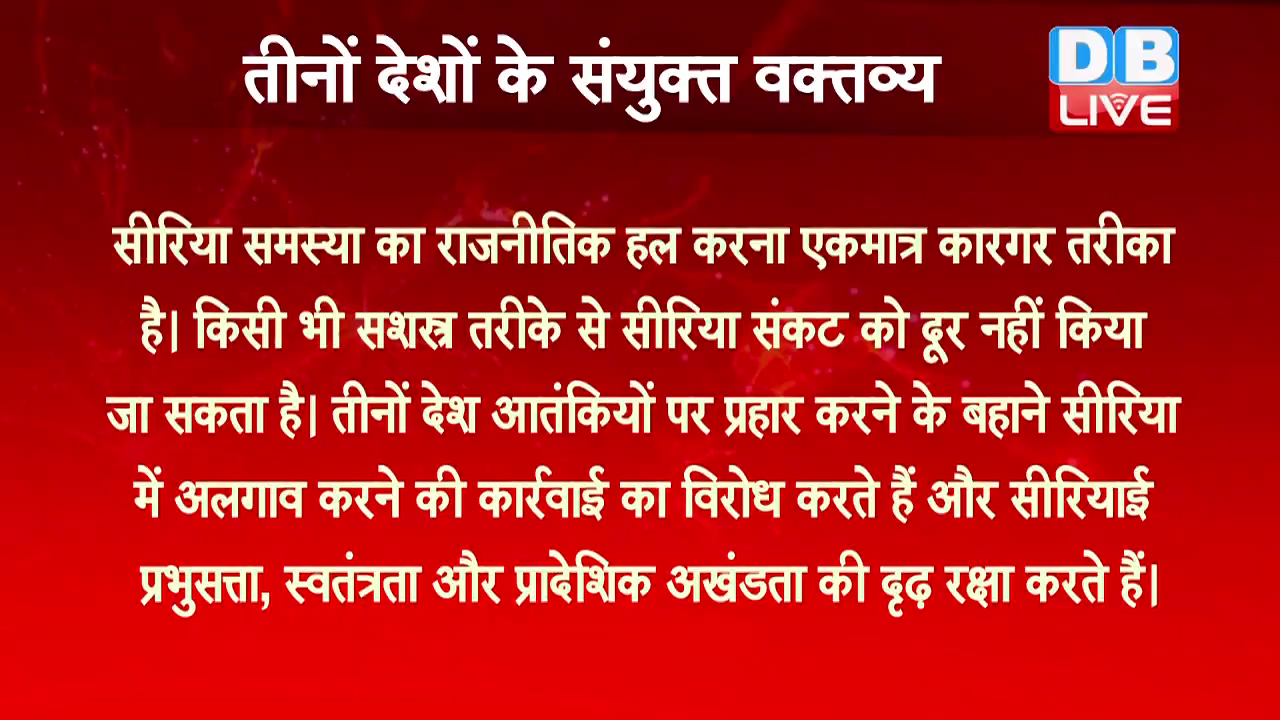 तीनों देशों के संयुक्त वक्तव्य
DB
LIVE
सीरिया समस्या का राजनीतिक हल करना एकमात्र कारगर तरीका
है। किसी भी सशस्त्र तरीके से सीरिया संकट को दूर नहीं किया
जा सकता है। तीनों देश आतंकियों पर प्रहार करने के बहाने सीरिया
में अलगाव करने की कार्रवाई का विरोध करते हैं और सीरियाई
प्रभुसत्ता, स्वतंत्रता और प्रादेशिक अखंडता की दृढ़ रक्षा करते हैं।